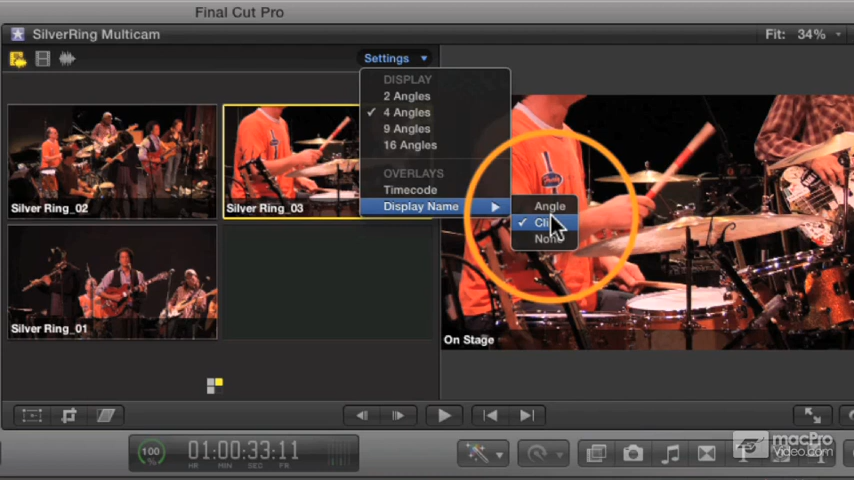 Final Cut Pro
SilverRing Multicam
Fit: 34%
Settings
DISPLAY
2 Angles
4 Angles
9 Angles
16 Angles
OVERLAYS
Timecode
Display Name
Angle
None
Silver Ring_02
Silver Ring_03
Silver Ring_01
On Stage
100
01:00:33:11
HR MIN SEC FR
macPro
Video.com